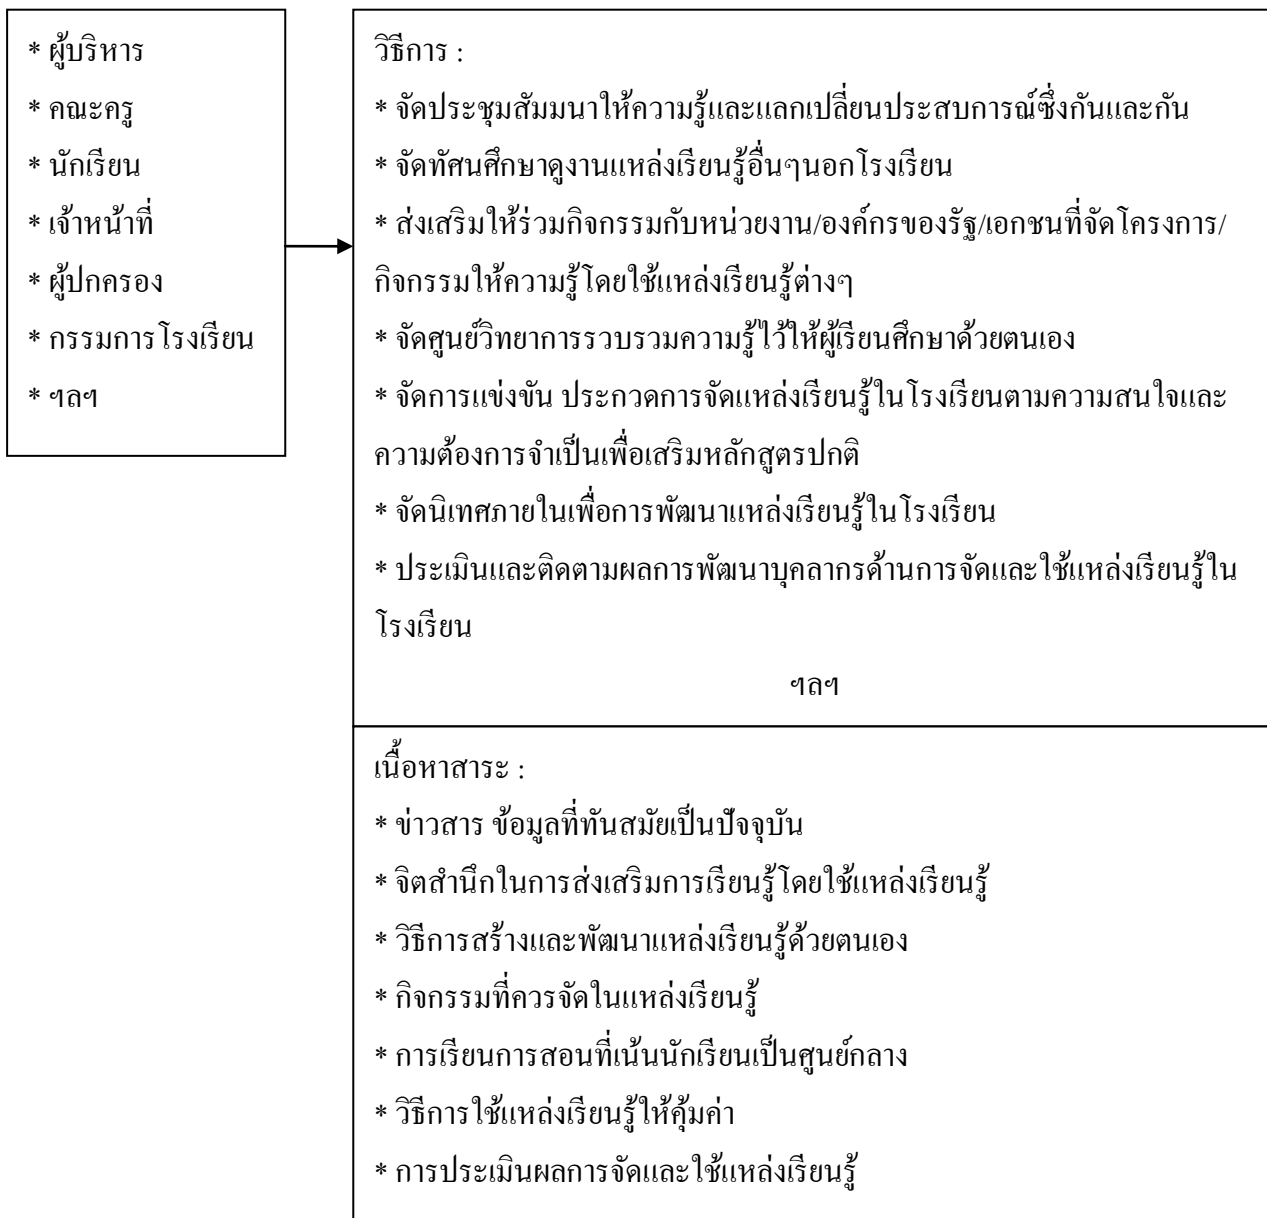 * ผู้บริหาร
* คณะครู
* นักเรียน
* เจ้าหน้าที่
* ผู้ปกครอง
* กรรมการโรงเรียน
* ฯลฯ
วิธีการ :
* จัดประชุมสัมมนาให้ความรู้และแลกเปลี่ยนประสบการณ์ซึ่งกันและกัน
* จัดทัศนศึกษาดูงานแหล่งเรียนรู้อื่นๆนอกโรงเรียน
* ส่งเสริมให้ร่วมกิจกรรมกับหน่วยงาน/องค์กรของรัฐ/เอกชนที่จัดโครงการ/
กิจกรรมให้ความรู้โดยใช้แหล่งเรียนรู้ต่างๆ
* จัดศูนย์วิทยาการรวบรวมความรู้ไว้ให้ผู้เรียนศึกษาด้วยตนเอง
* จัดการแข่งขัน ประกวดการจัดแหล่งเรียนรู้ในโรงเรียนตามความสนใจและ
ความต้องการจำเป็นเพื่อเสริมหลักสูตรปกติ
* จัดนิเทศภายในเพื่อการพัฒนาแหล่งเรียนรู้ในโรงเรียน
* ประเมินและติดตามผลการพัฒนาบุคลากรด้านการจัดและใช้แหล่งเรียนรู้ใน
โรงเรียน
ฯลฯ
เนื้อหาสาระ :
* ข่าวสาร ข้อมูลที่ทันสมัยเป็นปัจจุบัน
* จิตสำนึกในการส่งเสริมการเรียนรู้โดยใช้แหล่งเรียนรู้
* วิธีการสร้างและพัฒนาแหล่งเรียนรู้ด้วยตนเอง
* กิจกรรมที่ควรจัดในแหล่งเรียนรู้
* การเรียนการสอนที่เน้นนักเรียนเป็นศูนย์กลาง
* วิธีการใช้แหล่งเรียนรู้ให้คุ้มค่า
* การประเมินผลการจัดและใช้แหล่งเรียนรู้